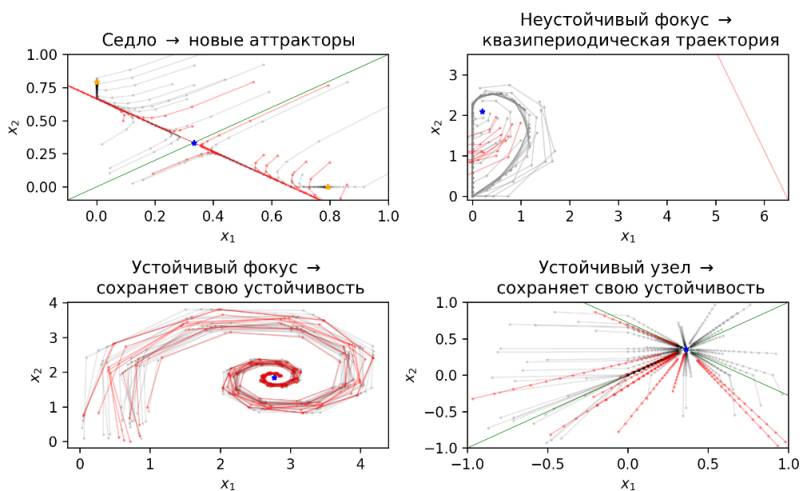 Седло → новые аттракторы
1.00
0.75
0.50
0.25
0.00
x₂
0.0
0.2
0.4
0.6
0.8
1.0
x₁
Неустойчивый фокус →
квазипериодическая траектория
3
2
1
0
x₂
0
1
2
3
4
5
6
x₁
Устойчивый фокус →
сохраняет свою устойчивость
4
3
2
1
0
x₂
0
1
2
3
4
x₁
Устойчивый узел →
сохраняет свою устойчивость
1.0
0.5
0.0
−0.5
−1.0
x₂
−1.0
−0.5
0.0
0.5
1.0
x₁